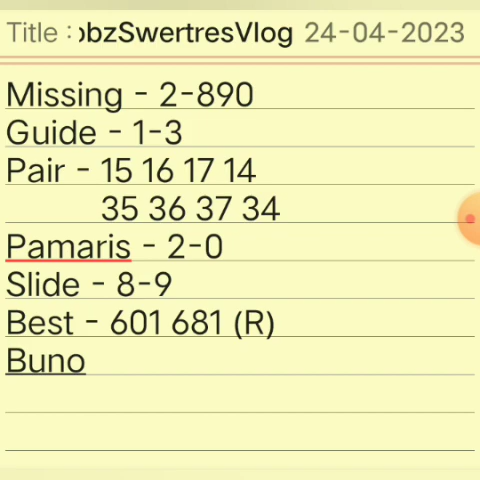 Title : obzSwertresVlog 24-04-2023
Missing - 2-890
Guide - 1-3
Pair - 15 16 17 14
35 36 37 34
Pamaris - 2-0
Slide - 8-9
Best - 601 681 (R)
Buno